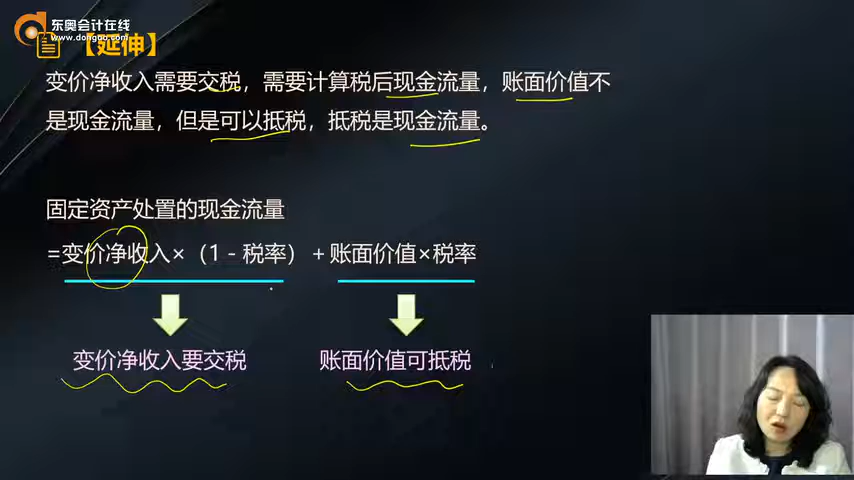 东奥会计在线
www.dongao.com
【延伸】
变价净收入需要交税，需要计算税后现金流量，账面价值不
是现金流量，但是可以抵税，抵税是现金流量。
固定资产处置的现金流量
=变价净收入×（1-税率）+账面价值×税率
变价净收入要交税
账面价值可抵税